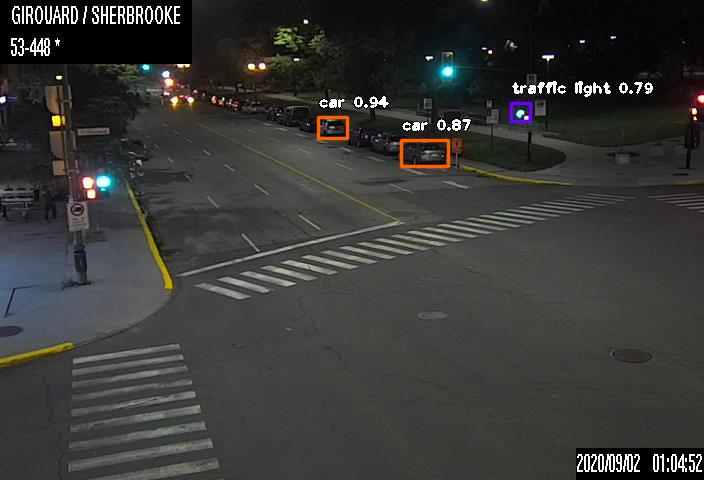 GIROUARD / SHERBROOKE
53-448 *
traffic light 0.79
car 0.94
car 0.87
2020/09/02 01:04:52